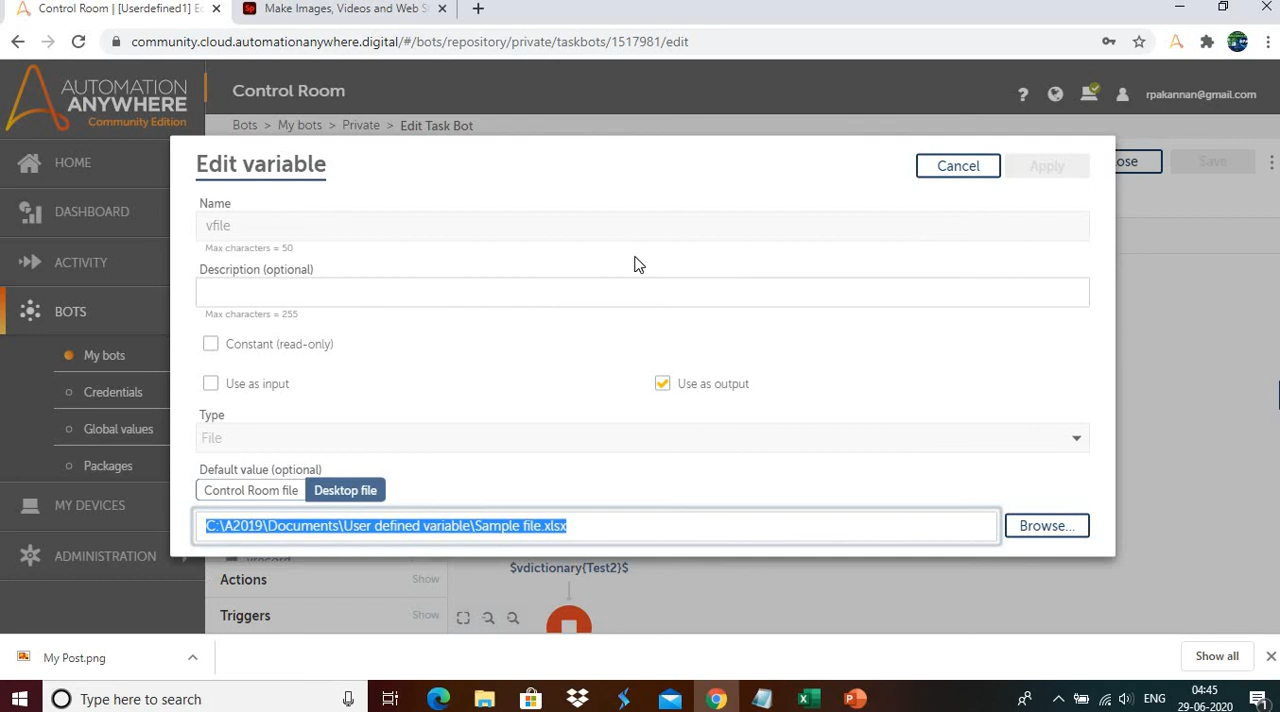 Control Room | [Userdefined1] Ed
Sp Make Images, Videos and Web S
community.cloud.automationanywhere.digital/#/bots/repository/private/taskbots/1517981/edit
AUTOMATION
ANYWHERE
Community Edition
Control Room
rpakannan@gmail.com
Bots > My bots > Private > Edit Task Bot
HOME
DASHBOARD
ACTIVITY
BOTS
My bots
Credentials
Global values
Packages
MY DEVICES
ADMINISTRATION
Edit variable
Cancel
Apply
ose
Save
Name
vfile
Max characters = 50
Description (optional)
Max characters = 255
Constant (read-only)
Use as input
Use as output
Type
File
Default value (optional)
Control Room file
Desktop file
C:\A2019\Documents\User defined variable\Sample file.xlsx
Browse...
Actions
Show
$vdictionary{Test2}$
Triggers
Show
My Post.png
Show all
Type here to search
ENG
04:45
29-06-2020